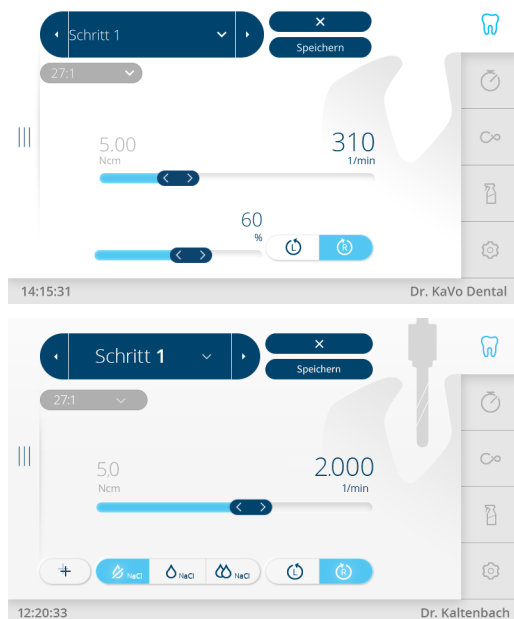 Schritt 1
Speichern
27:1
5.00
Ncm
310
1/min
60
%
L
R
14:15:31
Dr. KaVo Dental
Schritt 1
Speichern
27:1
5.0
Ncm
2.000
1/min
NaCl
NaCl
NaCl
L
R
12:20:33
Dr. Kaltenbach